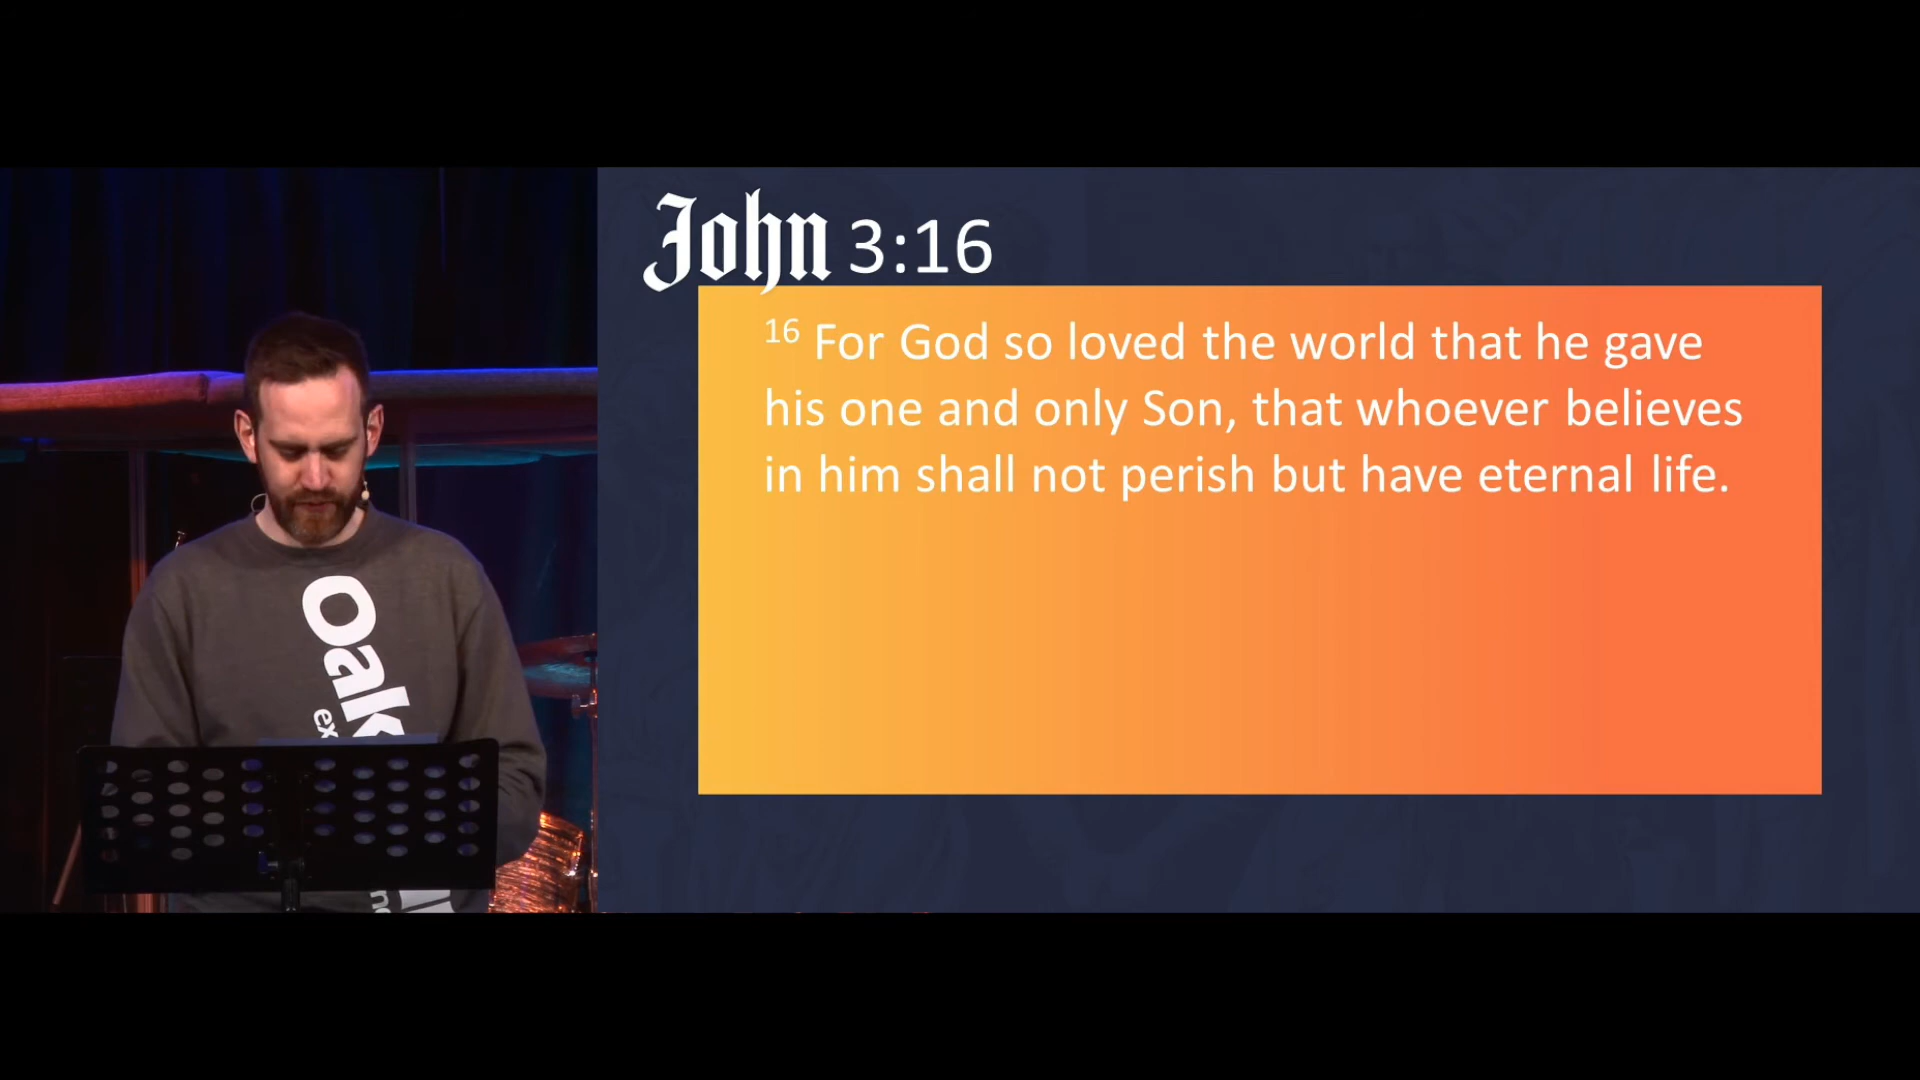 John 3:16
16 For God so loved the world that he gave
his one and only Son, that whoever believes
in him shall not perish but have eternal life.
oak
ex